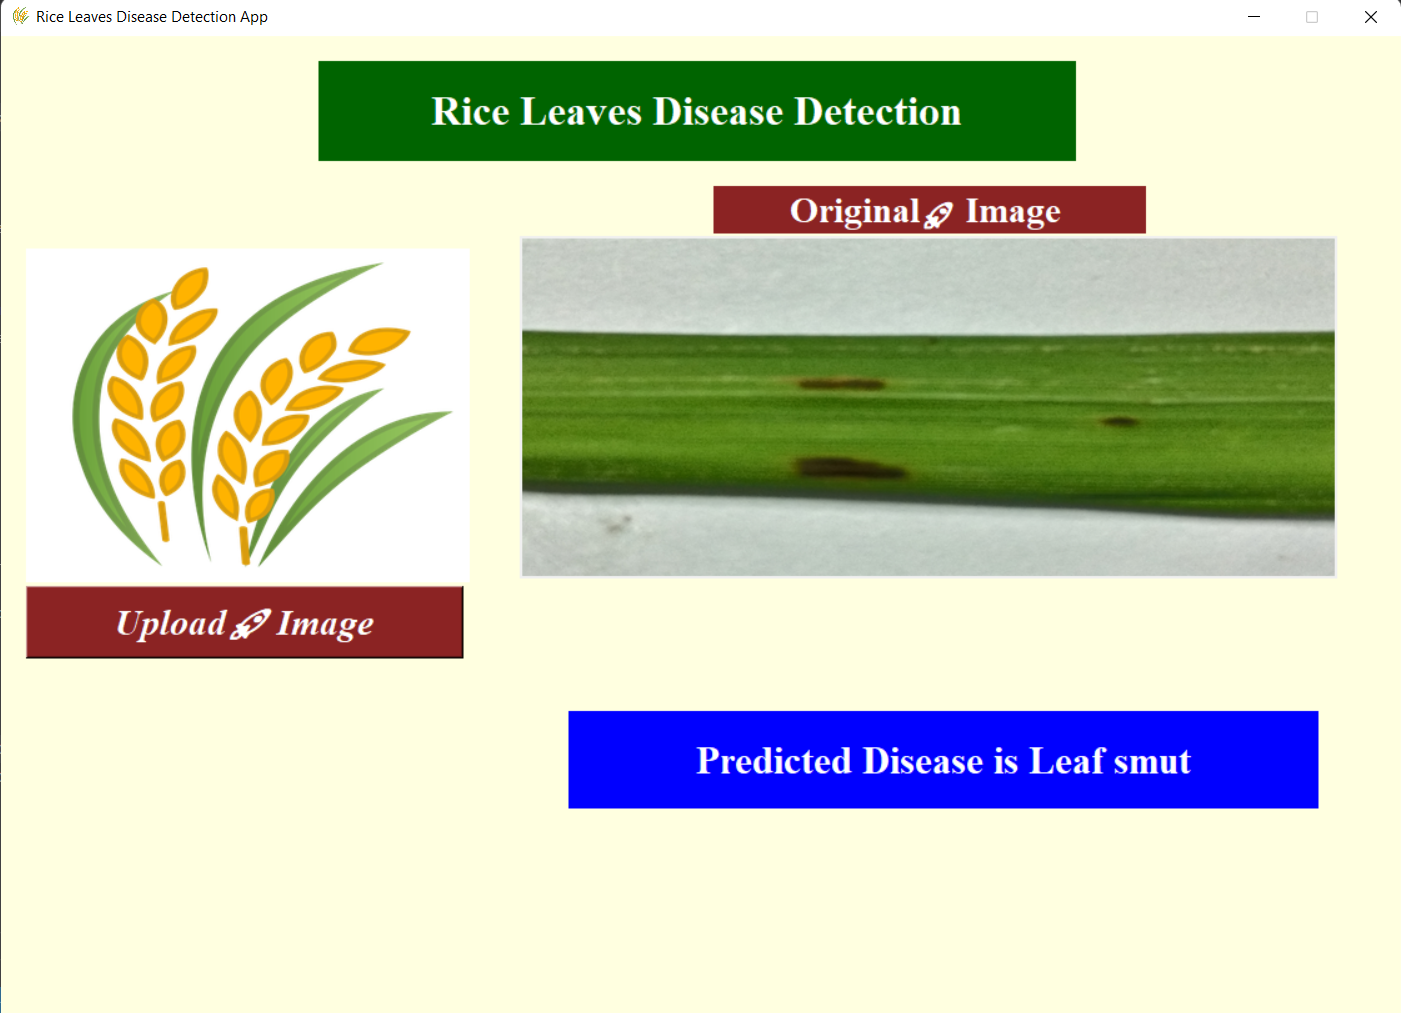 Rice Leaves Disease Detection App
Rice Leaves Disease Detection
Original🚀 Image
Upload🚀 Image
Predicted Disease is Leaf smut